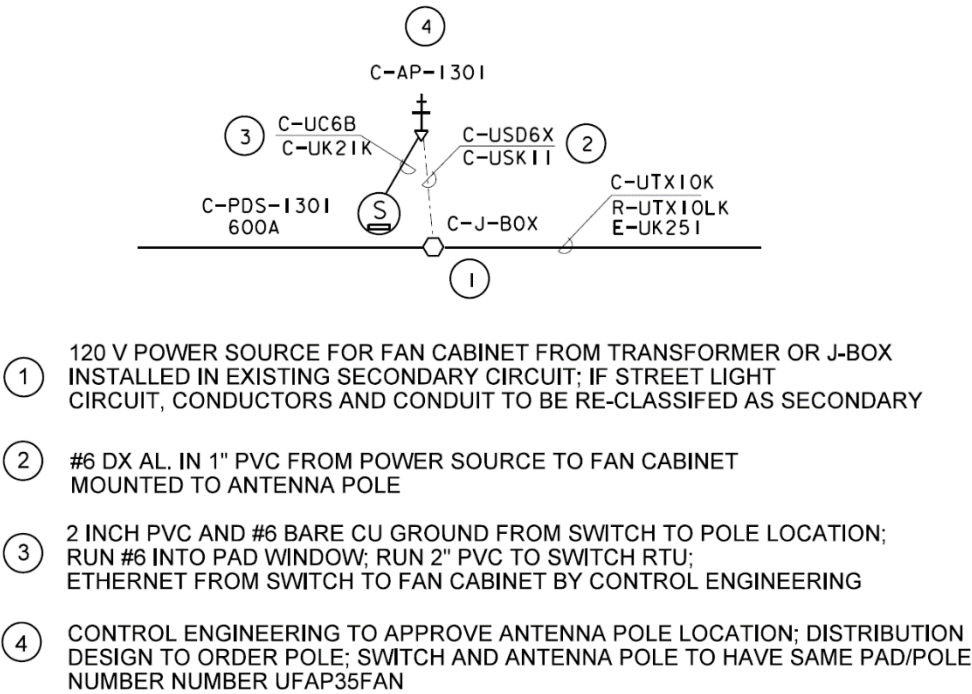 4
C-AP-1301
3
C-UC6B
C-UK21K
C-USD6X
C-USK11
2
C-PDS-1301
600A
S
C-J-BOX
C-UTX10K
R-UTX10LK
E-UK251
1
1
120 V POWER SOURCE FOR FAN CABINET FROM TRANSFORMER OR J-BOX
INSTALLED IN EXISTING SECONDARY CIRCUIT; IF STREET LIGHT
CIRCUIT, CONDUCTORS AND CONDUIT TO BE RE-CLASSIFED AS SECONDARY
2
#6 DX AL. IN 1" PVC FROM POWER SOURCE TO FAN CABINET
MOUNTED TO ANTENNA POLE
3
2 INCH PVC AND #6 BARE CU GROUND FROM SWITCH TO POLE LOCATION;
RUN #6 INTO PAD WINDOW; RUN 2" PVC TO SWITCH RTU;
ETHERNET FROM SWITCH TO FAN CABINET BY CONTROL ENGINEERING
4
CONTROL ENGINEERING TO APPROVE ANTENNA POLE LOCATION; DISTRIBUTION
DESIGN TO ORDER POLE; SWITCH AND ANTENNA POLE TO HAVE SAME PAD/POLE
NUMBER NUMBER UFAP35FAN